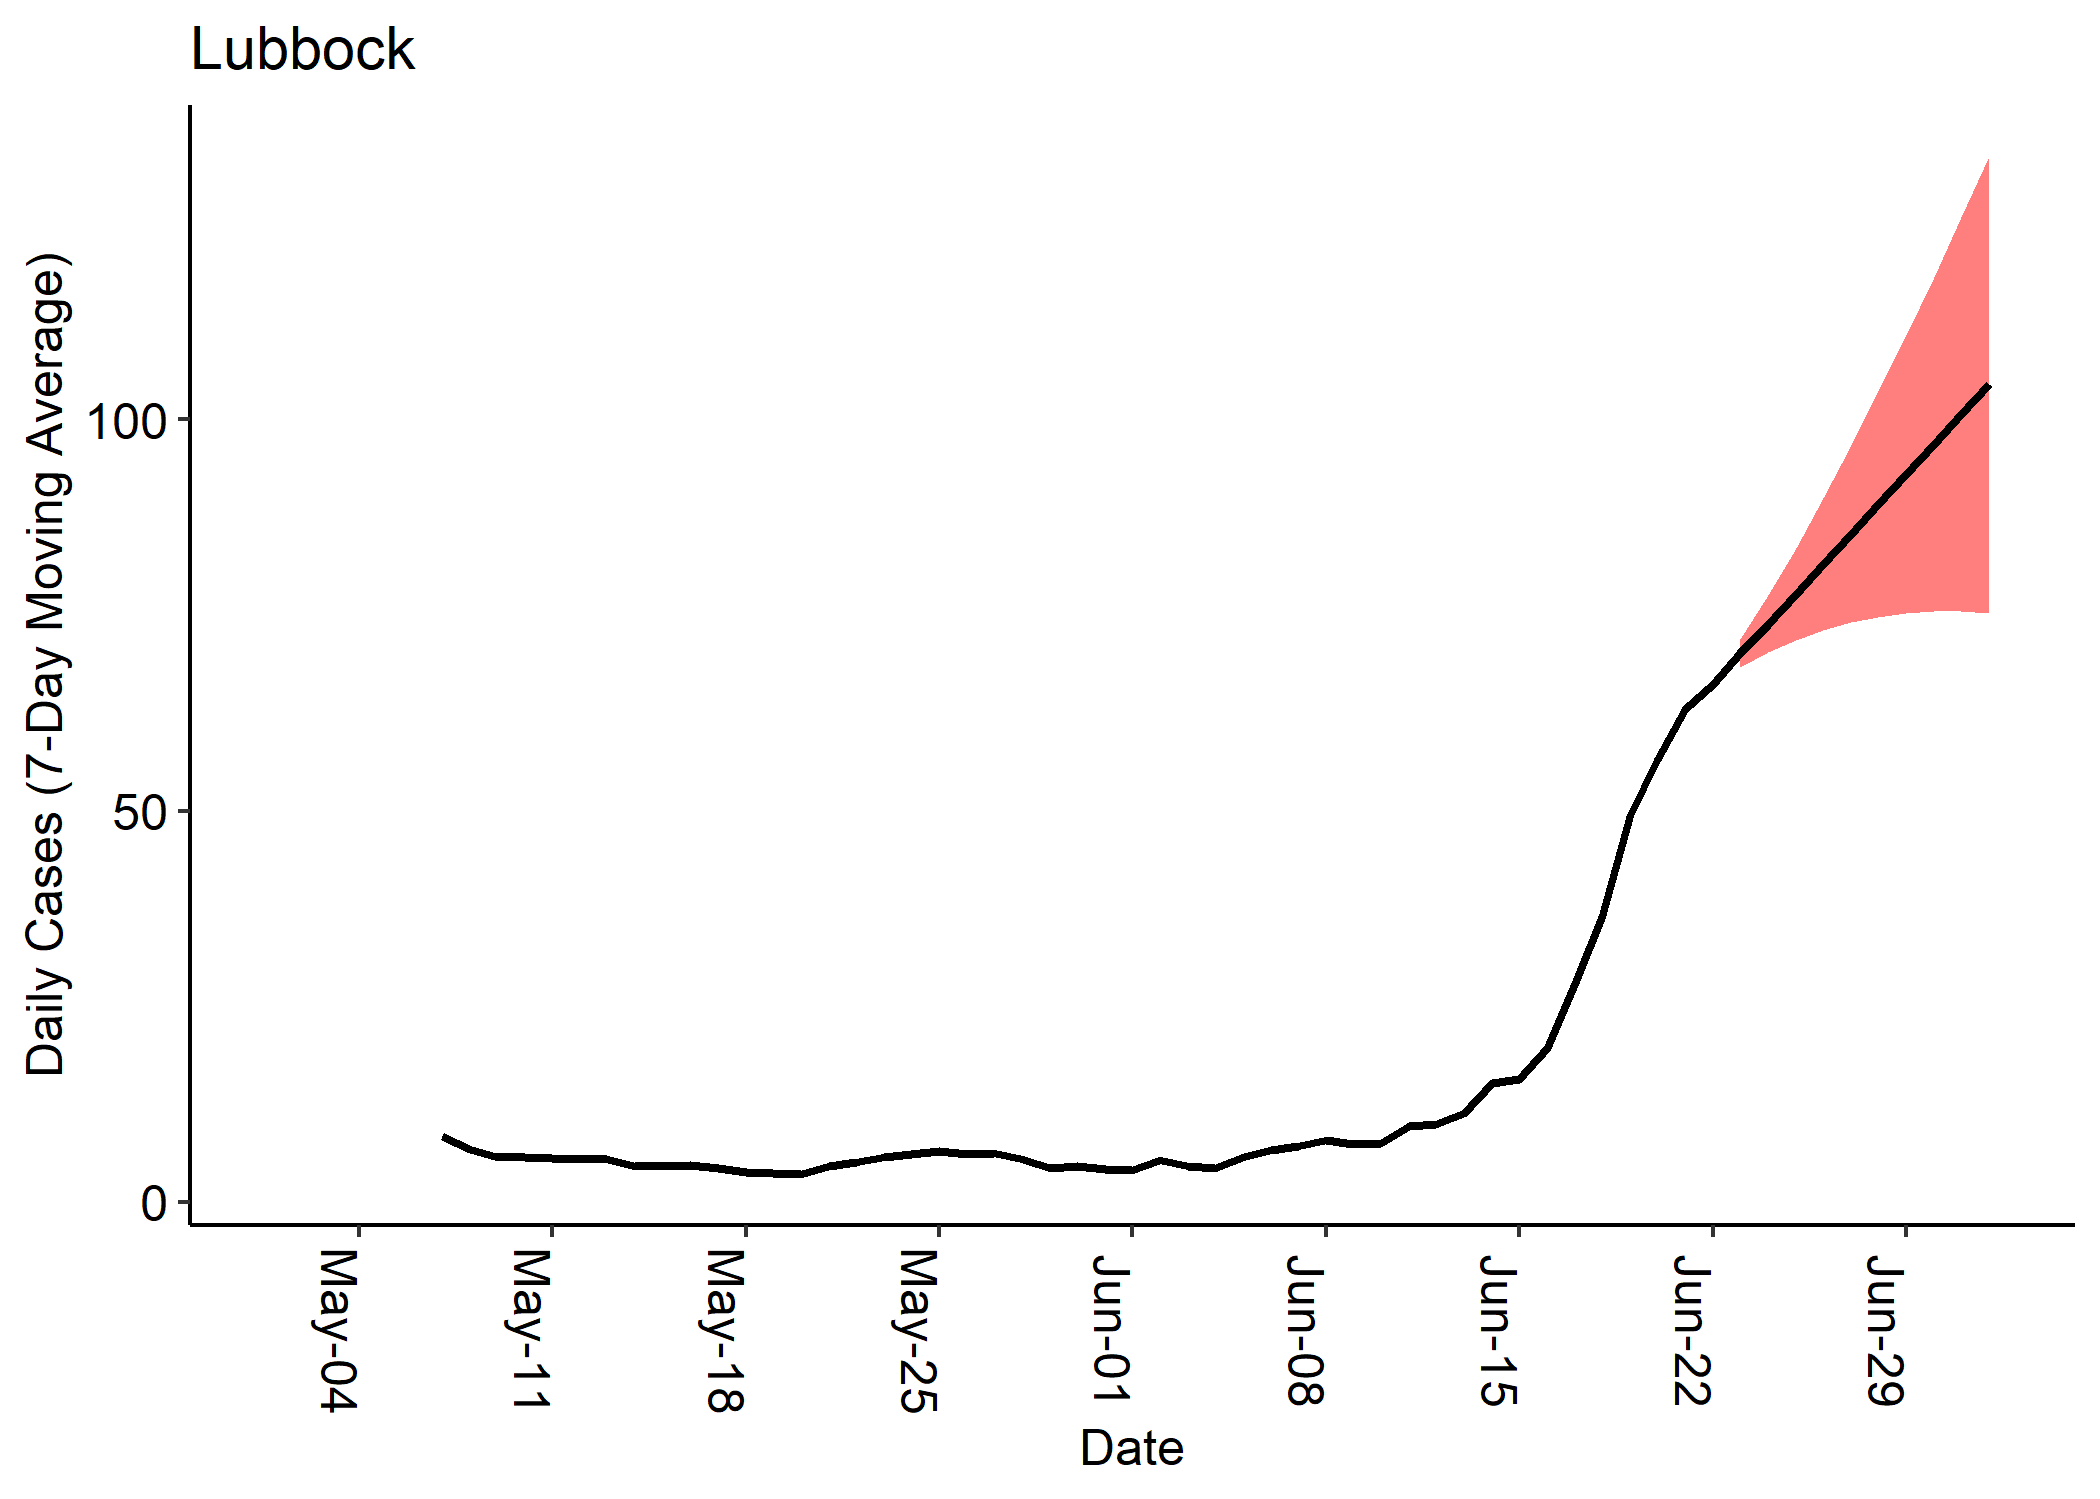 Lubbock
Daily Cases (7-Day Moving Average)
100
50
0
May-04
May-11
May-18
May-25
Jun-01
Jun-08
Jun-15
Jun-22
Jun-29
Date